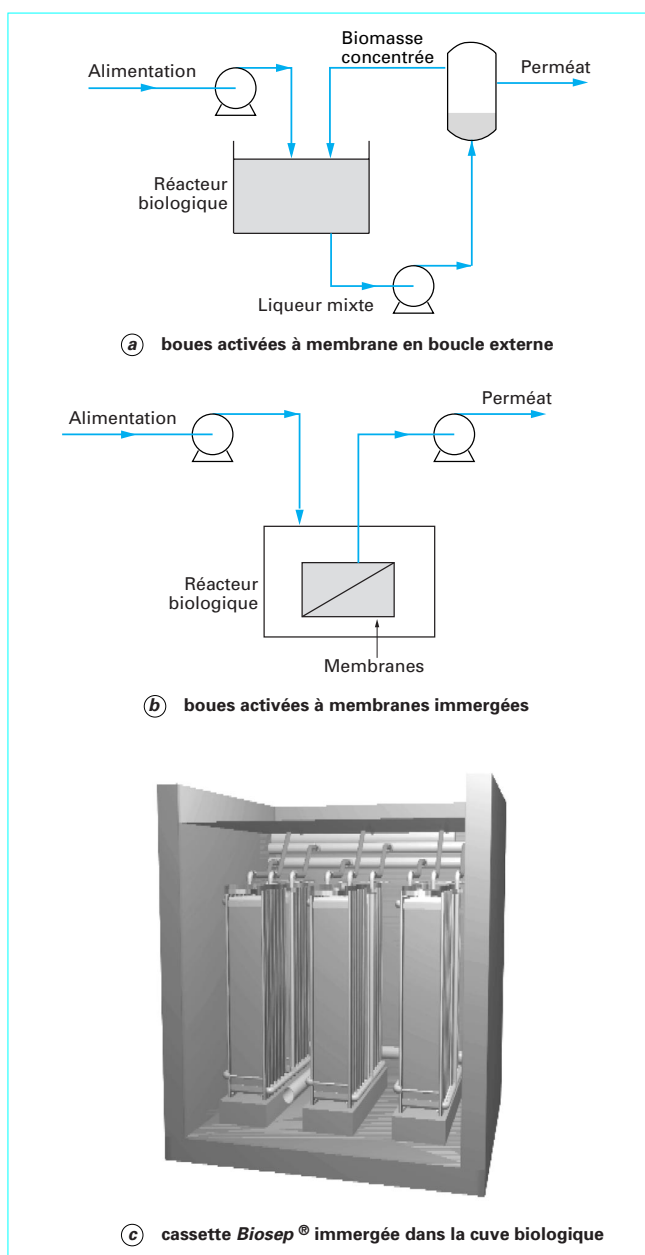 Biomasse
concentrée
Alimentation
Perméat
Réacteur
biologique
Liqueur mixte
a boues activées à membrane en boucle externe
Perméat
Alimentation
Réacteur
biologique
Membranes
b boues activées à membranes immergées
c cassette Biosep ® immergée dans la cuve biologique